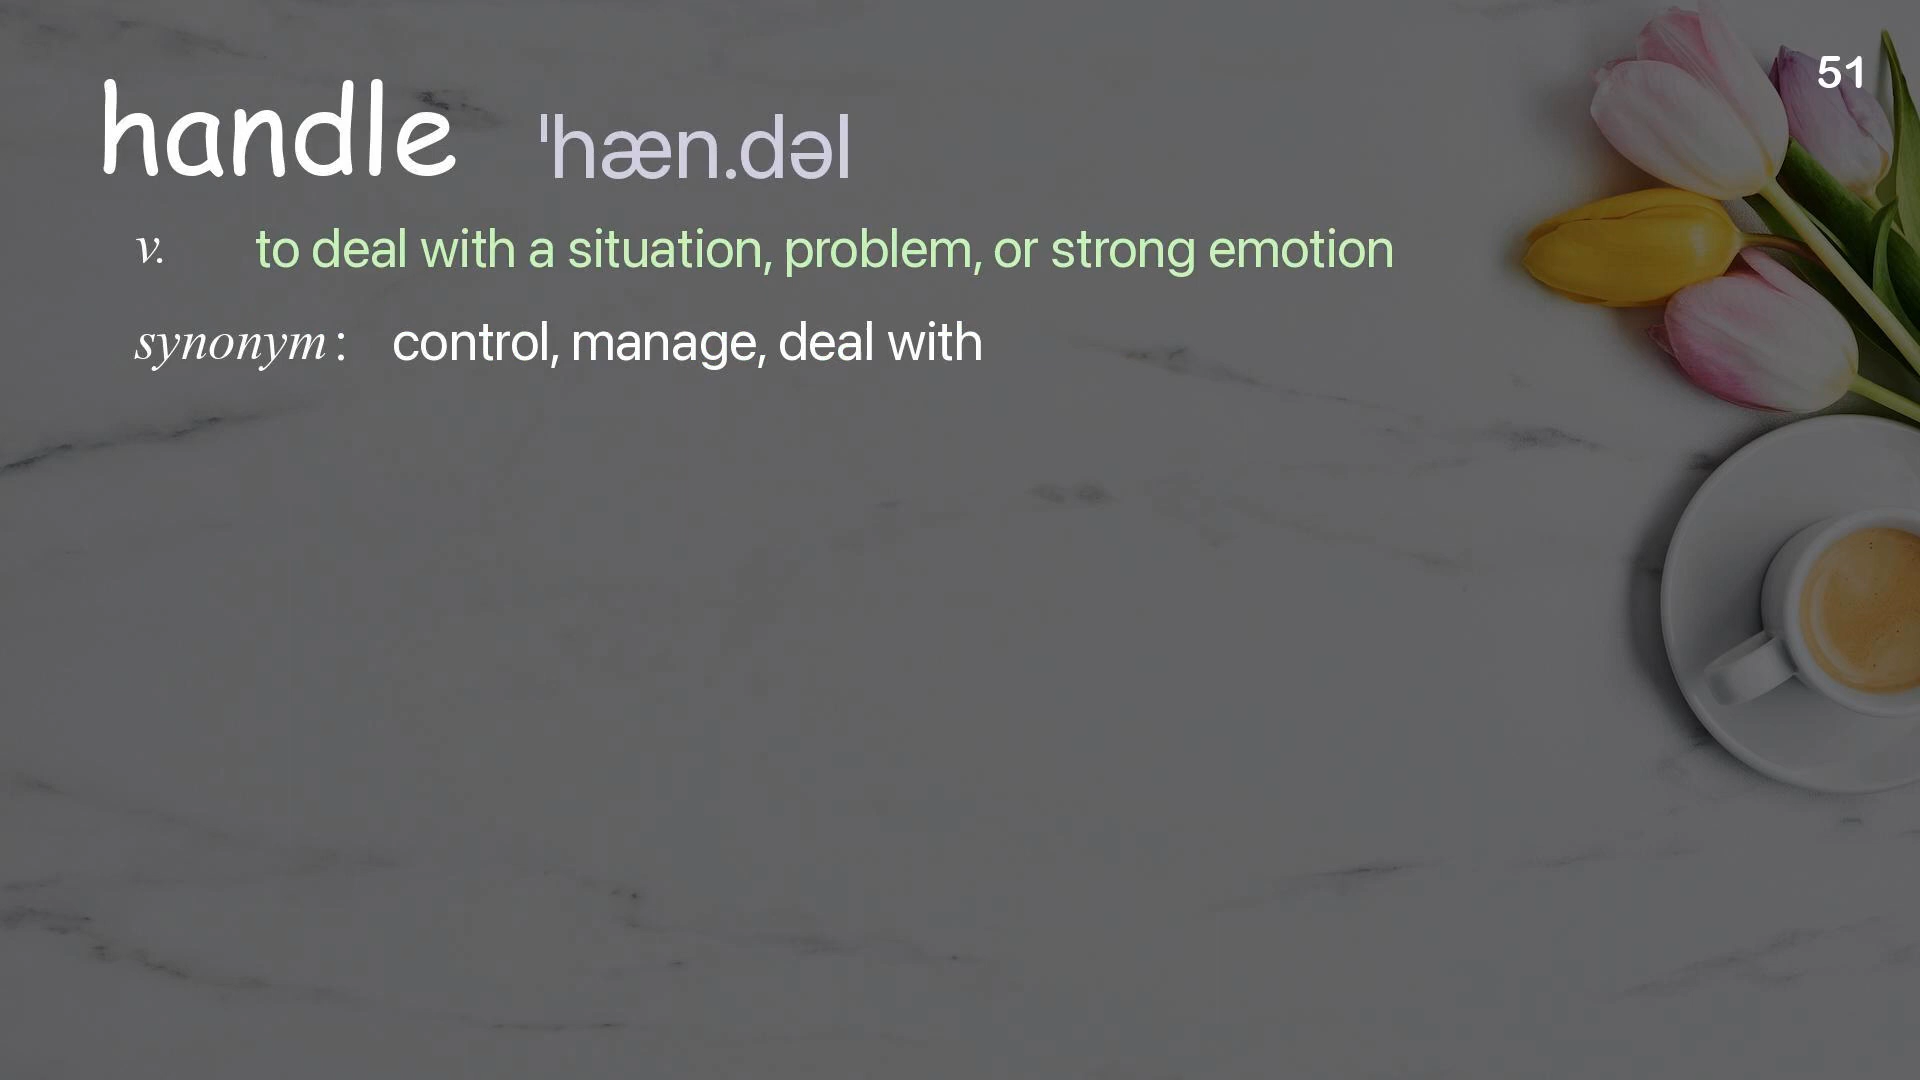 51
handle ˈhæn.dəl
v. to deal with a situation, problem, or strong emotion
synonym: control, manage, deal with